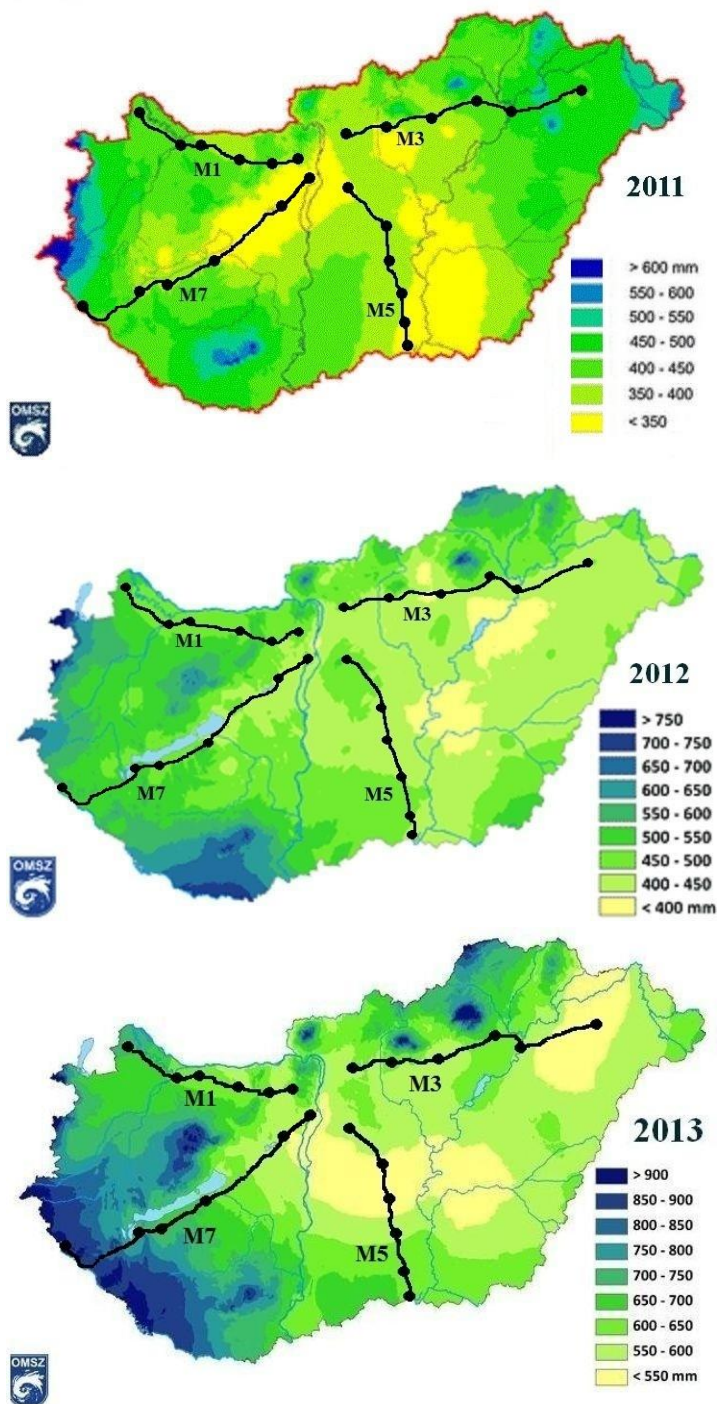 M1
M3
M7
M5
2011
> 600 mm
550 - 600
500 - 550
450 - 500
400 - 450
350 - 400
< 350
OMSZ
M1
M3
M7
M5
2012
> 750
700 - 750
650 - 700
600 - 650
550 - 600
500 - 550
450 - 500
400 - 450
< 400 mm
OMSZ
M1
M3
M7
M5
2013
> 900
850 - 900
800 - 850
750 - 800
700 - 750
650 - 700
600 - 650
550 - 600
< 550 mm
OMSZ